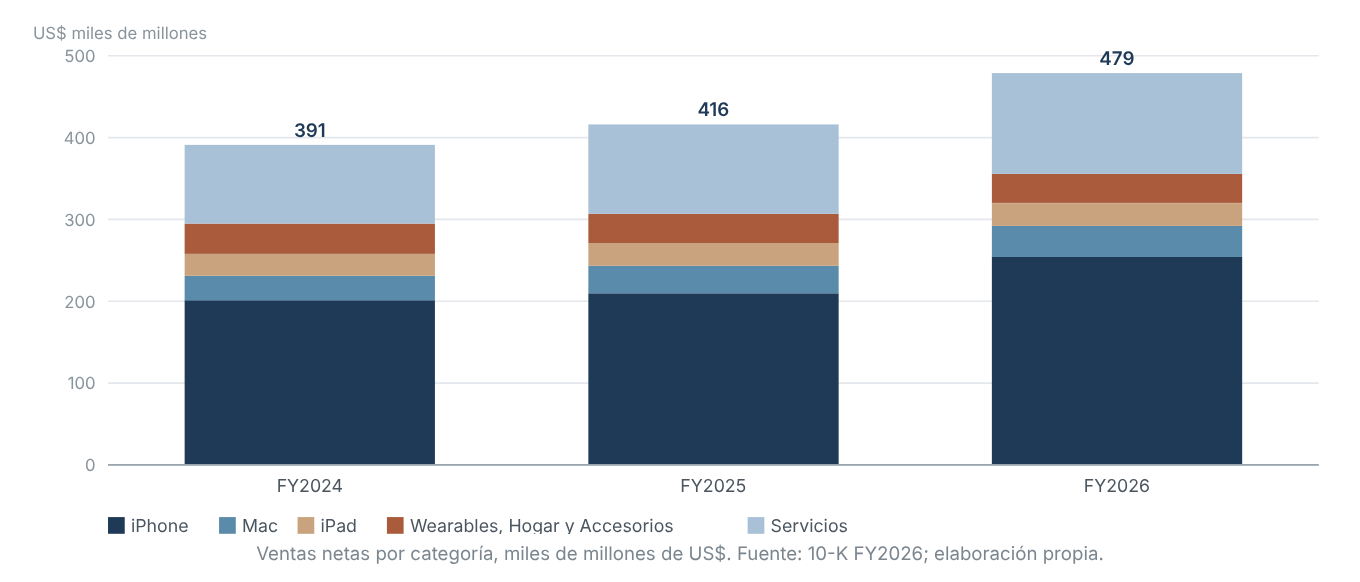 US$ miles de millones
500
479
416
400
391
300
200
100
0
FY2024 FY2025 FY2026
iPhone Mac iPad Wearables, Hogar y Accesorios Servicios
Ventas netas por categoría, miles de millones de US$. Fuente: 10-K FY2026; elaboración propia.